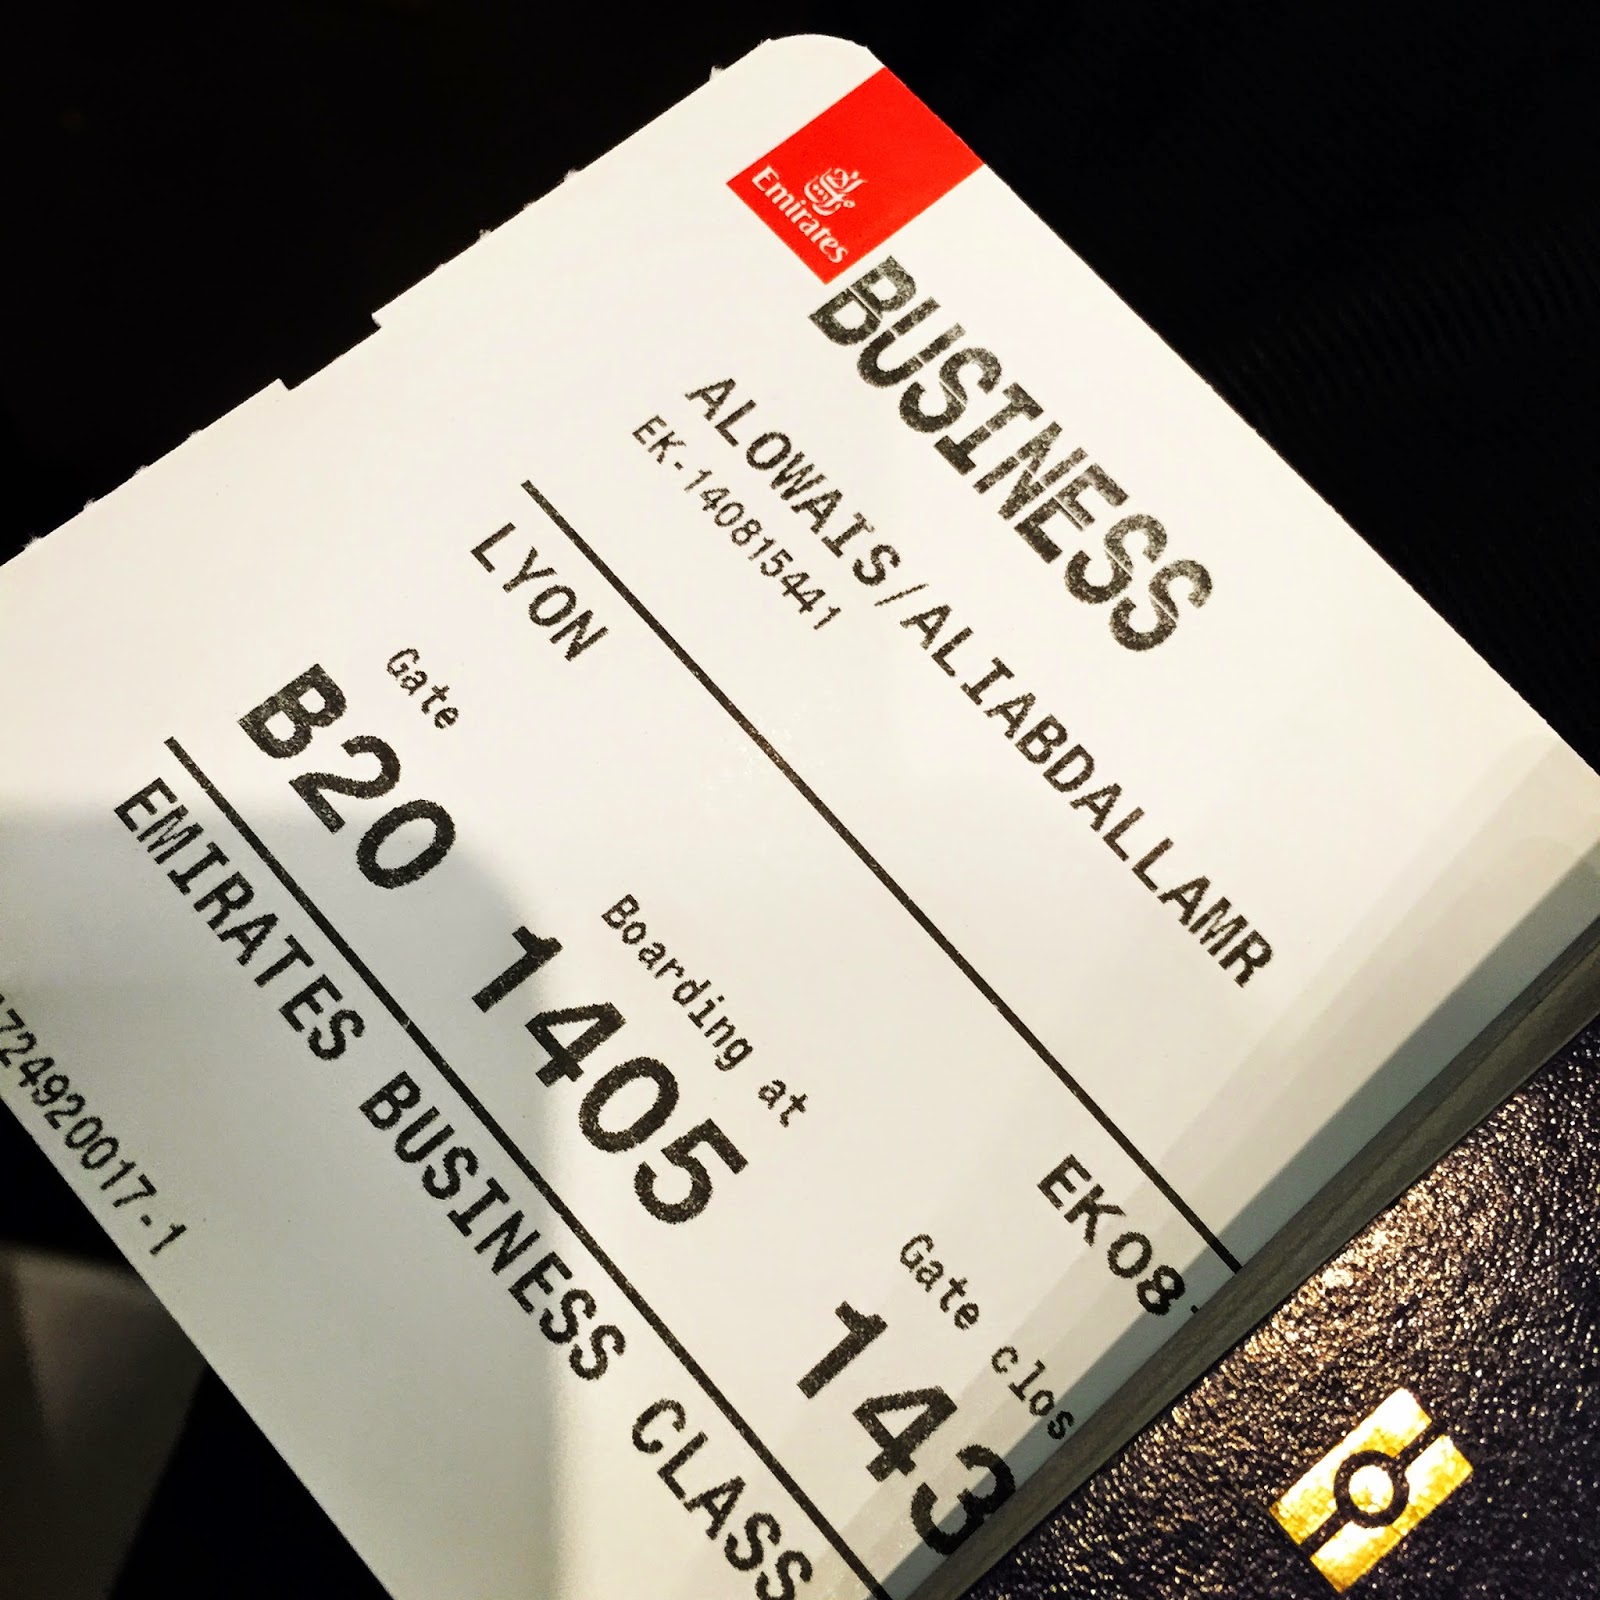 Emirates
BUSINESS
ALOWAIS/ALIABDALLAMR
EK-140815441
LYON EK08
Gate Boarding at Gate clos
B20 1405 143
EMIRATES BUSINESS CLASS
724920017-1